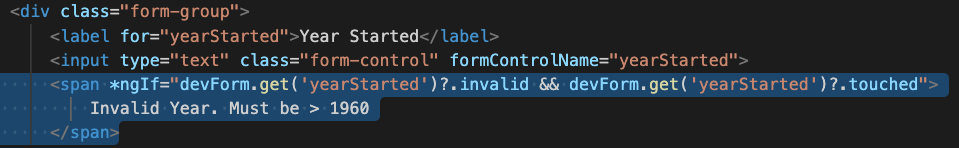 <div class="form-group">
<label for="yearStarted">Year Started</label>
<input type="text" class="form-control" formControlName="yearStarted">
<span *ngIf="devForm.get('yearStarted')?.invalid && devForm.get('yearStarted')?.touched">
Invalid Year. Must be > 1960
</span>